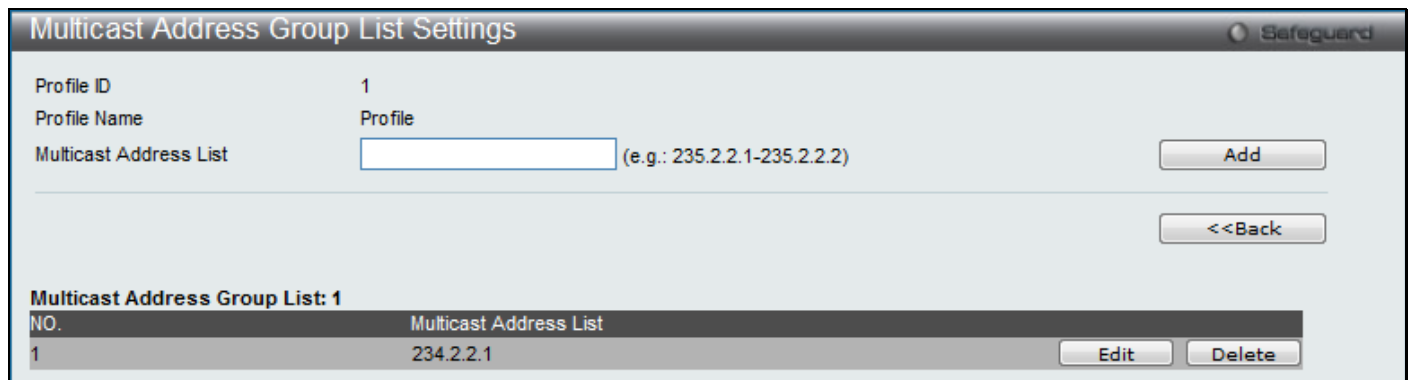 Multicast Address Group List Settings
Safeguard
Profile ID 1
Profile Name Profile
Multicast Address List (e.g.: 235.2.2.1-235.2.2.2) Add
<<Back
Multicast Address Group List: 1
NO. Multicast Address List
1 234.2.2.1 Edit Delete